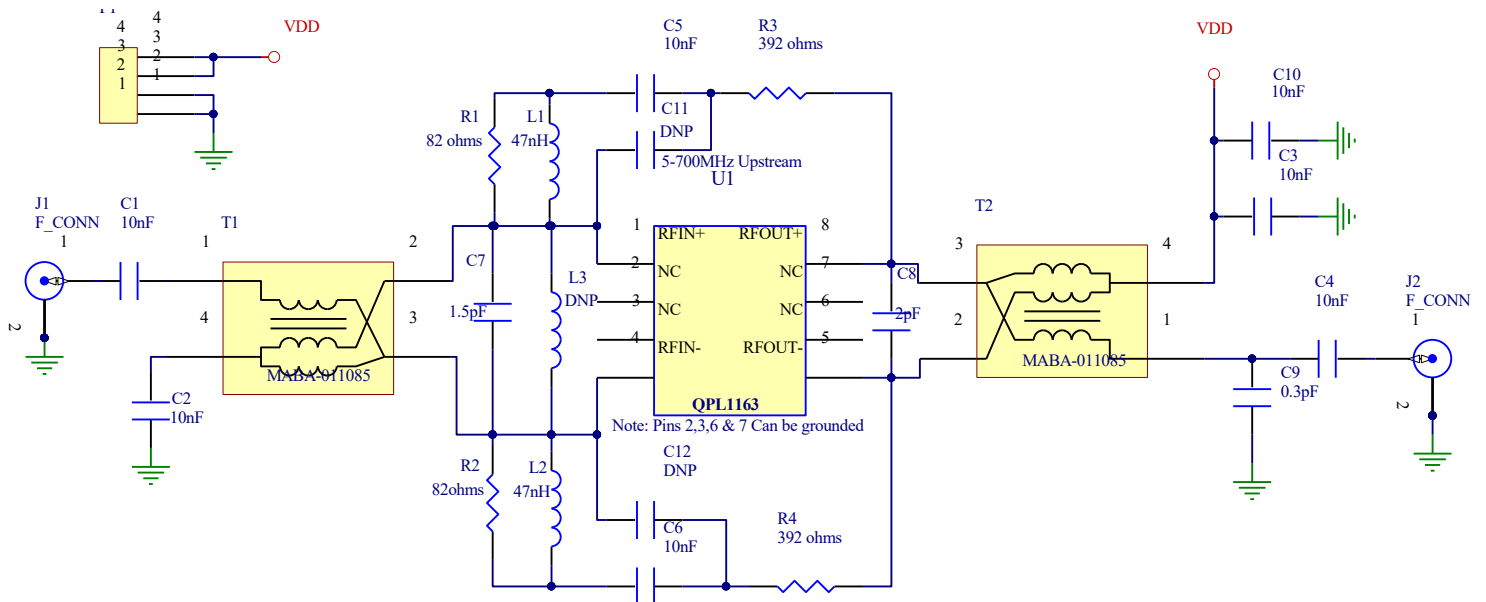 4
3
2
1
4
3
2
1
VDD
C5
10nF
R3
392 ohms
VDD
C10
10nF
C3
10nF
R1
82 ohms
L1
47nH
C11
DNP
5-700MHz Upstream
U1
J1
F_CONN
1
2
C1
10nF
T1
1
4
2
3
MABA-011085
C2
10nF
C7
1.5pF
L3
DNP
1
2
3
4
RFIN+
NC
NC
RFIN-
RFOUT+
NC
NC
RFOUT-
8
7
6
5
QPL1163
Note: Pins 2,3,6 & 7 Can be grounded
C8
2pF
T2
3
2
4
1
MABA-011085
C4
10nF
J2
F_CONN
1
2
C9
0.3pF
R2
82ohms
L2
47nH
C12
DNP
C6
10nF
R4
392 ohms